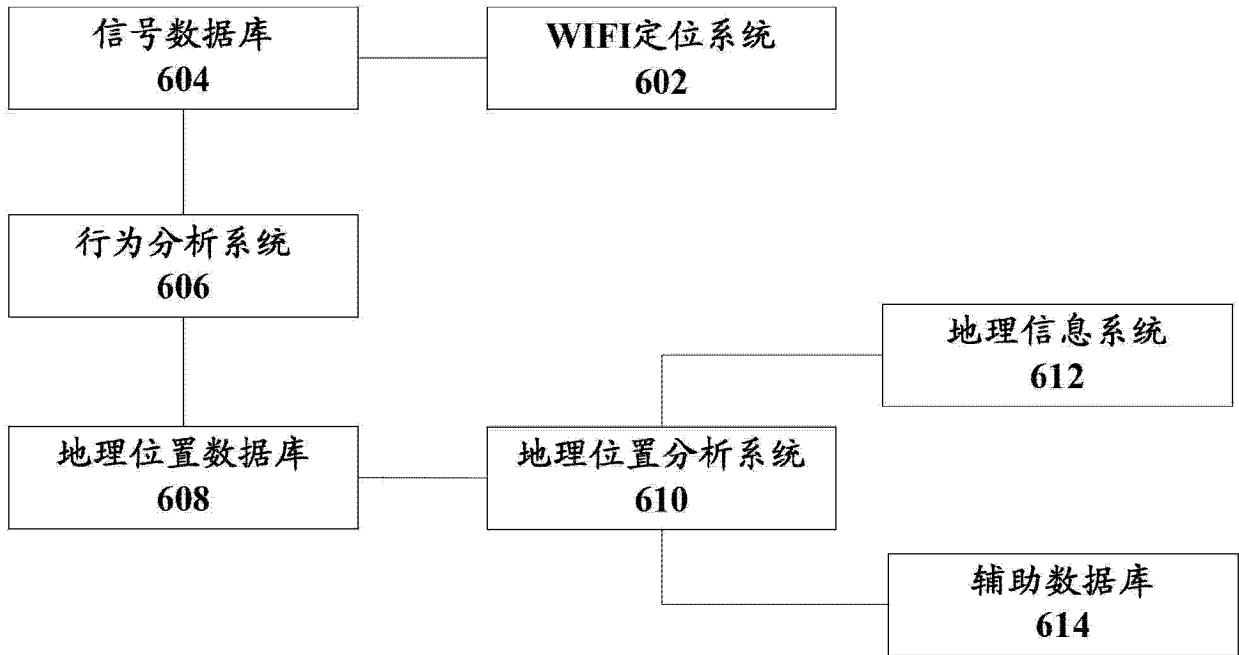 信号数据库
604
WIFI定位系统
602
行为分析系统
606
地理信息系统
612
地理位置数据库
608
地理位置分析系统
610
辅助数据库
614